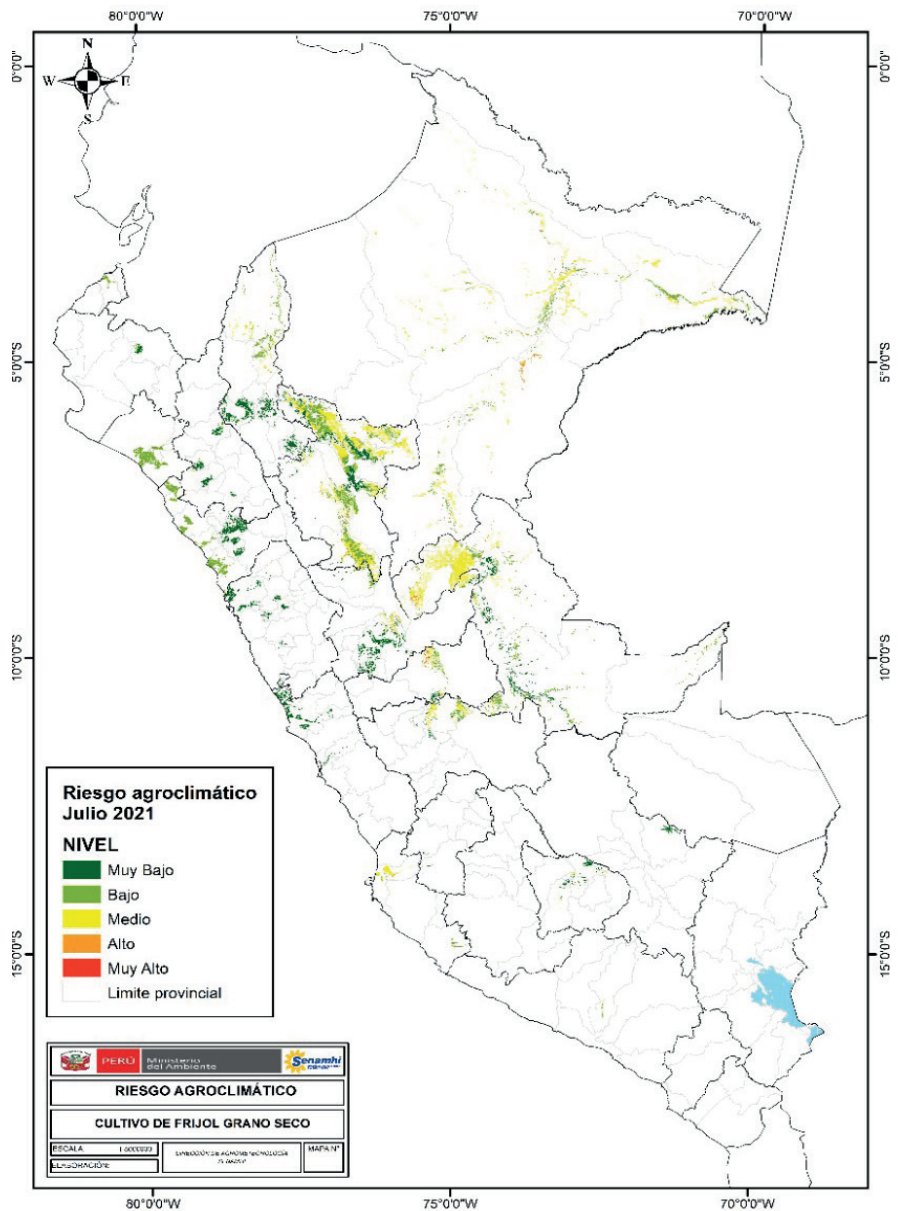 80°0'0"W 75°0'0"W 70°0'0"W
N
W E
S
0°0'0" 0°0'0"
5°0'0"S 5°0'0"S
10°0'0"S 10°0'0"S
15°0'0"S 15°0'0"S
Riesgo agroclimático
Julio 2021
NIVEL
Muy Bajo
Bajo
Medio
Alto
Muy Alto
Limite provincial
PERÚ Ministerio
del Ambiente
Senamhi
RIESGO AGROCLIMÁTICO
CULTIVO DE FRIJOL GRANO SECO
ESCALA MAPA N°
ELABORACIÓN:
80°0'0"W 75°0'0"W 70°0'0"W